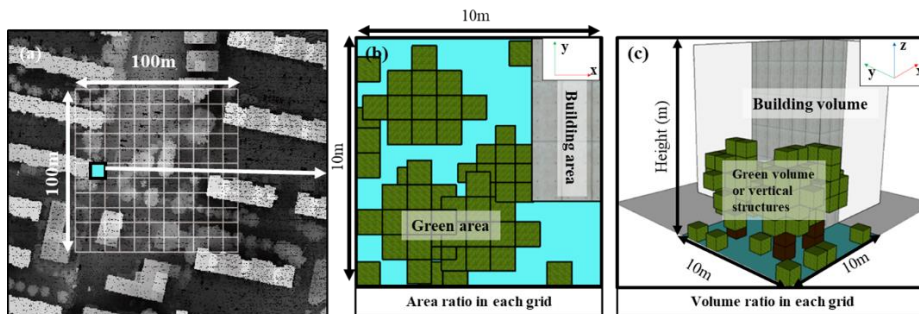 (a)
100m
100m
10m
(b)
y
x
10m
Building area
Green area
Area ratio in each grid
(c)
z
y
x
Height (m)
Building volume
Green volume
or vertical
structures
10m
10m
Volume ratio in each grid